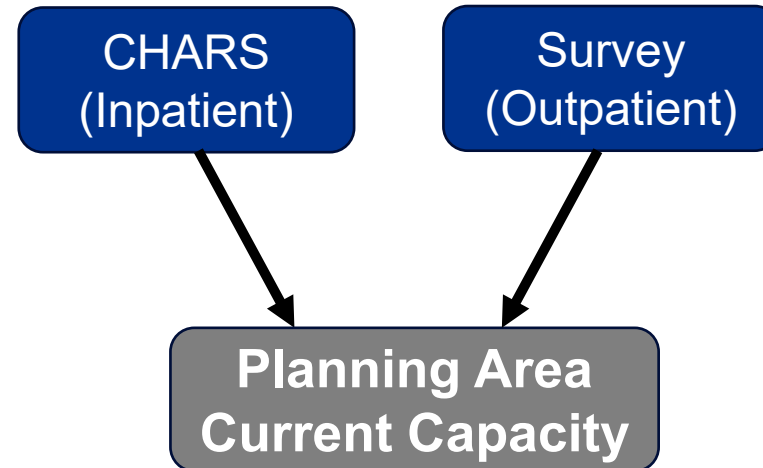 CHARS
(Inpatient)
Survey
(Outpatient)
Planning Area
Current Capacity